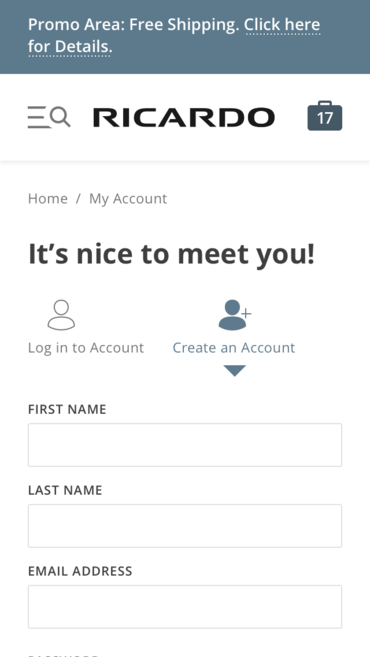 Promo Area: Free Shipping. Click here
for Details.
RICARDO
17
Home / My Account
It’s nice to meet you!
Log in to Account
Create an Account
FIRST NAME
LAST NAME
EMAIL ADDRESS